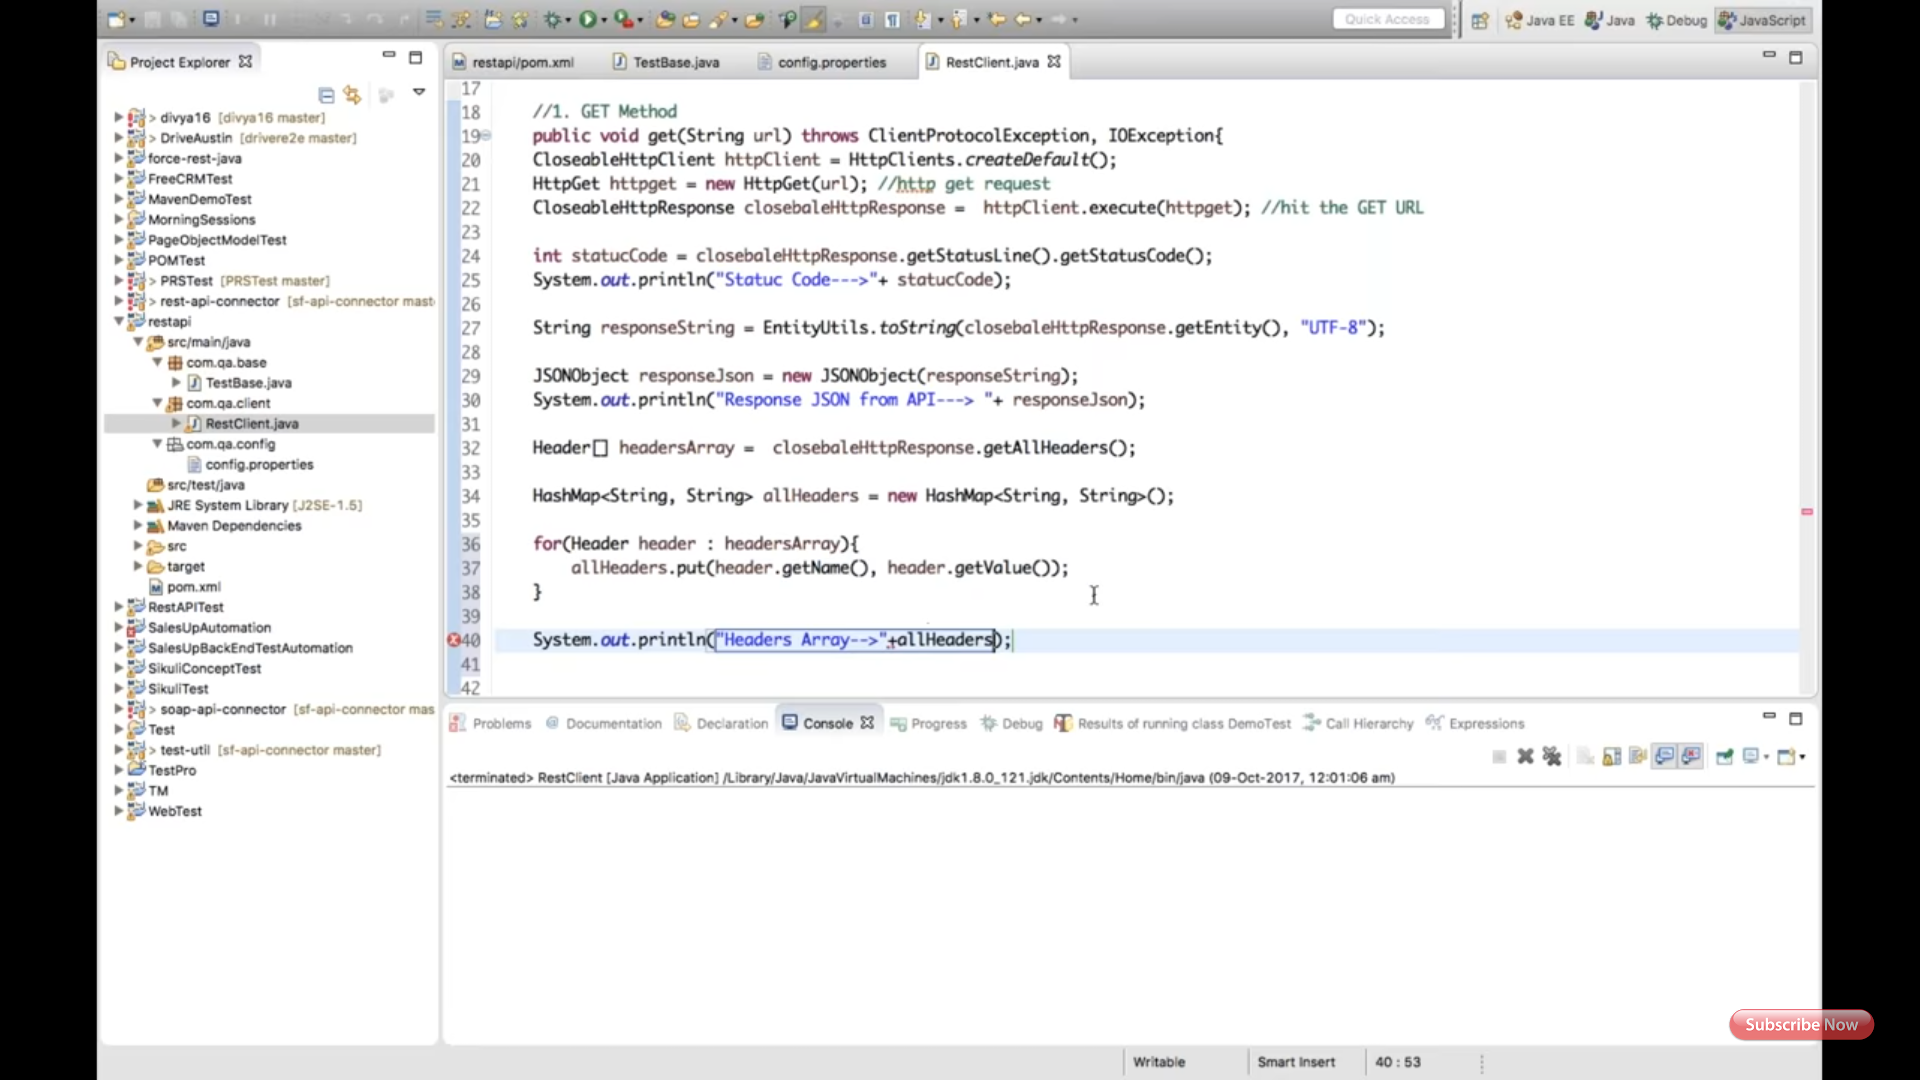 Quick Access
Java EE
Java
Debug
JavaScript
Project Explorer
divya16 [divya16 master]
DriveAustin [drivere2e master]
force-rest-java
FreeCRMTest
MavenDemoTest
MorningSessions
PageObjectModelTest
POMTest
PRSTest [PRSTest master]
rest-api-connector [sf-api-connector mast
restapi
src/main/java
com.qa.base
TestBase.java
com.qa.client
RestClient.java
com.qa.config
config.properties
src/test/java
JRE System Library [J2SE-1.5]
Maven Dependencies
src
target
pom.xml
RestAPITest
SalesUpAutomation
SalesUpBackEndTestAutomation
SikuliConceptTest
SikuliTest
soap-api-connector [sf-api-connector mas
Test
test-util [sf-api-connector master]
TestPro
TM
WebTest
restapi/pom.xml
TestBase.java
config.properties
RestClient.java
17
18 //1. GET Method
19 public void get(String url) throws ClientProtocolException, IOException{
20 CloseableHttpClient httpClient = HttpClients.createDefault();
21 HttpGet httpget = new HttpGet(url); //http get request
22 CloseableHttpResponse closebaleHttpResponse =  httpClient.execute(httpget); //hit the GET URL
23
24 int statucCode = closebaleHttpResponse.getStatusLine().getStatusCode();
25 System.out.println("Statuc Code--->"+ statucCode);
26
27 String responseString = EntityUtils.toString(closebaleHttpResponse.getEntity(), "UTF-8");
28
29 JSONObject responseJson = new JSONObject(responseString);
30 System.out.println("Response JSON from API---> "+ responseJson);
31
32 Header[] headersArray =  closebaleHttpResponse.getAllHeaders();
33
34 HashMap<String, String> allHeaders = new HashMap<String, String>();
35
36 for(Header header : headersArray){
37 allHeaders.put(header.getName(), header.getValue());
38 }
39
40 System.out.println("Headers Array-->"+allHeaders);
41
42
Problems
Documentation
Declaration
Console
Progress
Debug
Results of running class DemoTest
Call Hierarchy
Expressions
<terminated> RestClient [Java Application] /Library/Java/JavaVirtualMachines/jdk1.8.0_121.jdk/Contents/Home/bin/java (09-Oct-2017, 12:01:06 am)
Subscribe Now
Writable
Smart Insert
40 : 53